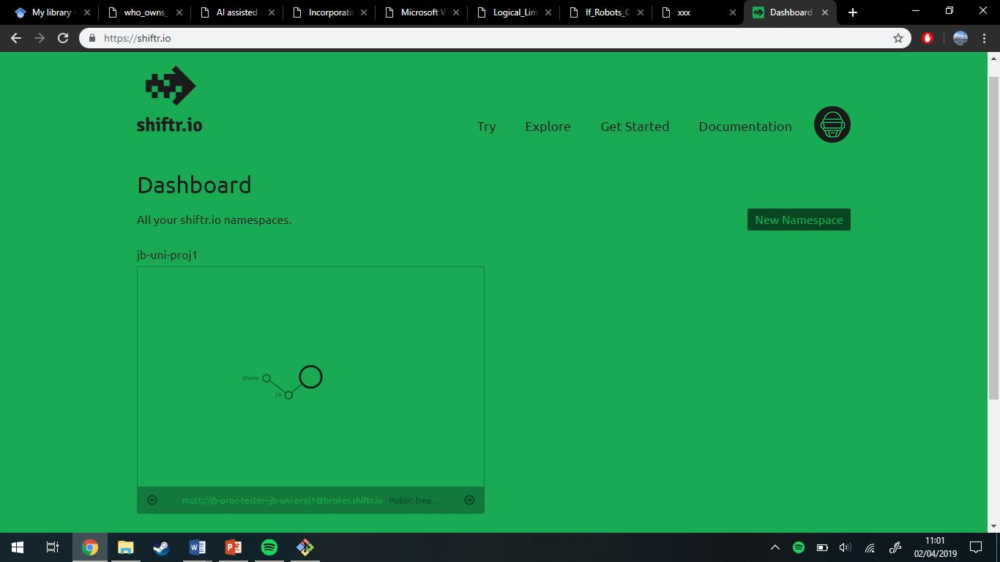 My library -
who_owns_
AI assisted
Incorporatin
Microsoft W
Logical_Lim
If_Robots_C
xxx
Dashboard
https://shiftr.io
shiftr.io
Try
Explore
Get Started
Documentation
Dashboard
All your shiftr.io namespaces.
New Namespace
jb-uni-proj1
phone
jb
mqtt://jb-proc-tester~jb-uni-proj1@broker.shiftr.io · Public (rea...
11:01
02/04/2019